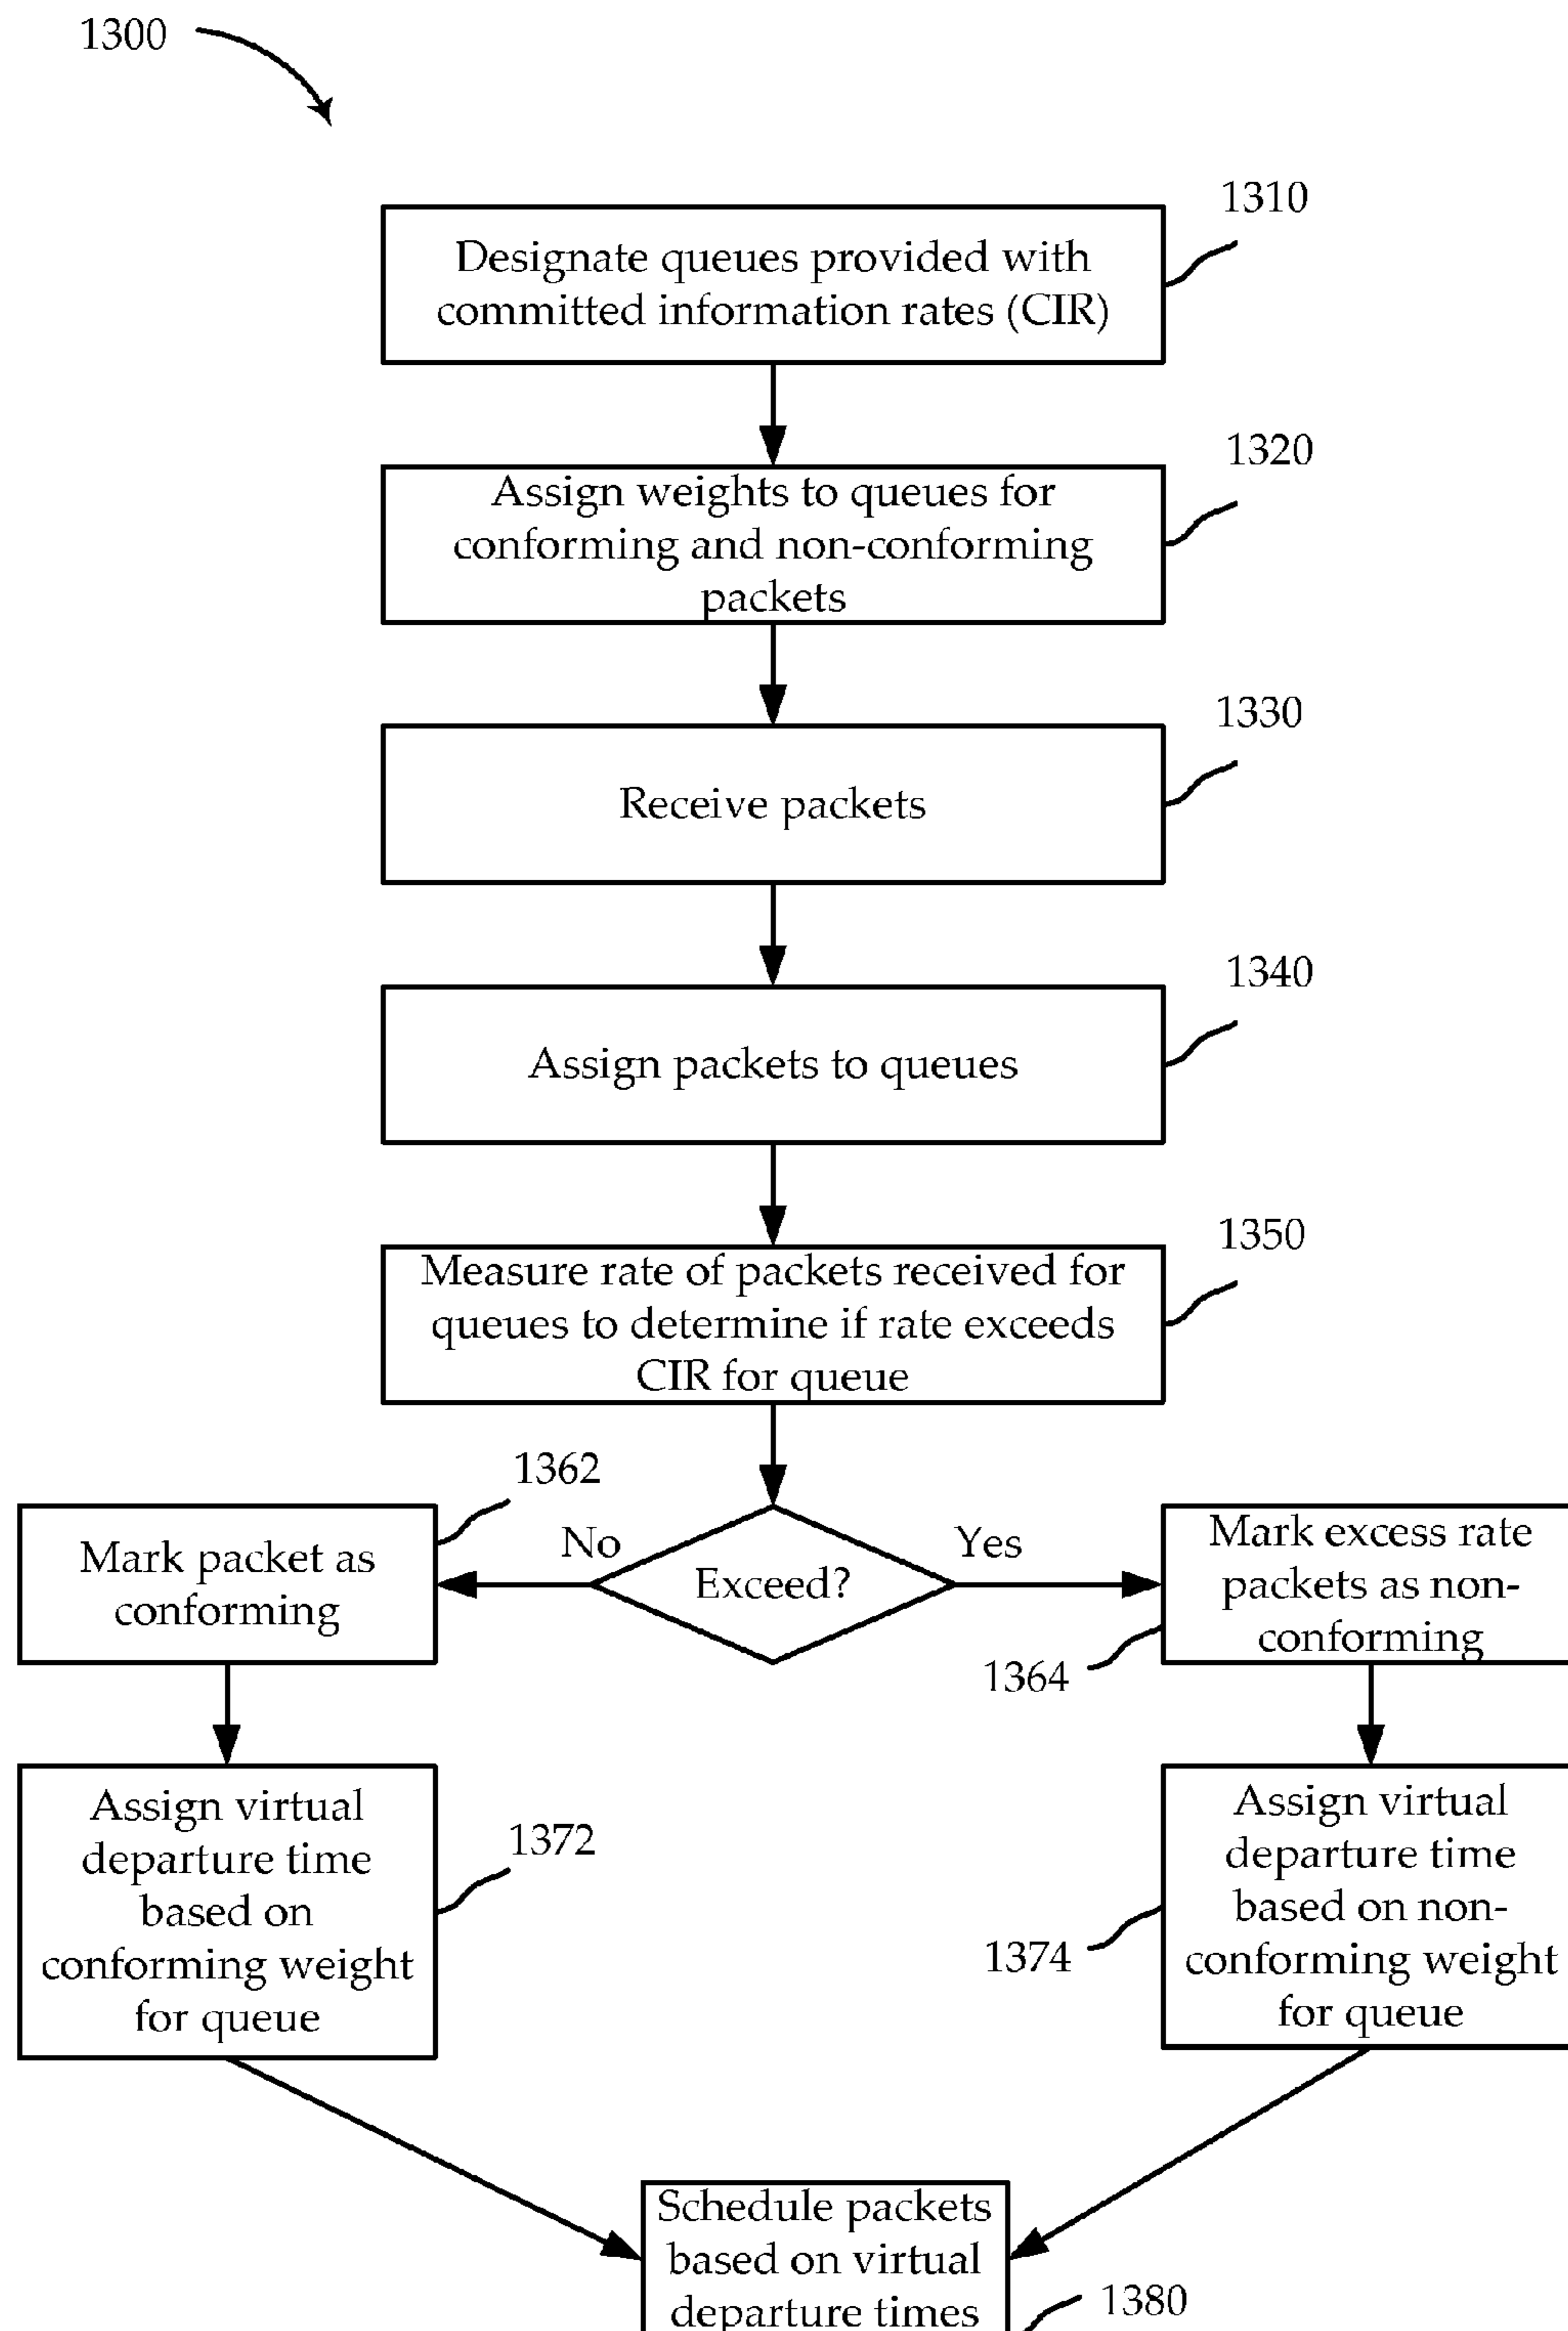 1300
1310
Designate queues provided with
committed information rates (CIR)
1320
Assign weights to queues for
conforming and non-conforming
packets
1330
Receive packets
1340
Assign packets to queues
1350
Measure rate of packets received for
queues to determine if rate exceeds
CIR for queue
1362
Mark packet as
conforming
No
Exceed?
Yes
Mark excess rate
packets as non-
conforming
1364
Assign virtual
departure time
based on
conforming weight
for queue
1372
Assign virtual
departure time
based on non-
conforming weight
for queue
1374
Schedule packets
based on virtual
departure times
1380